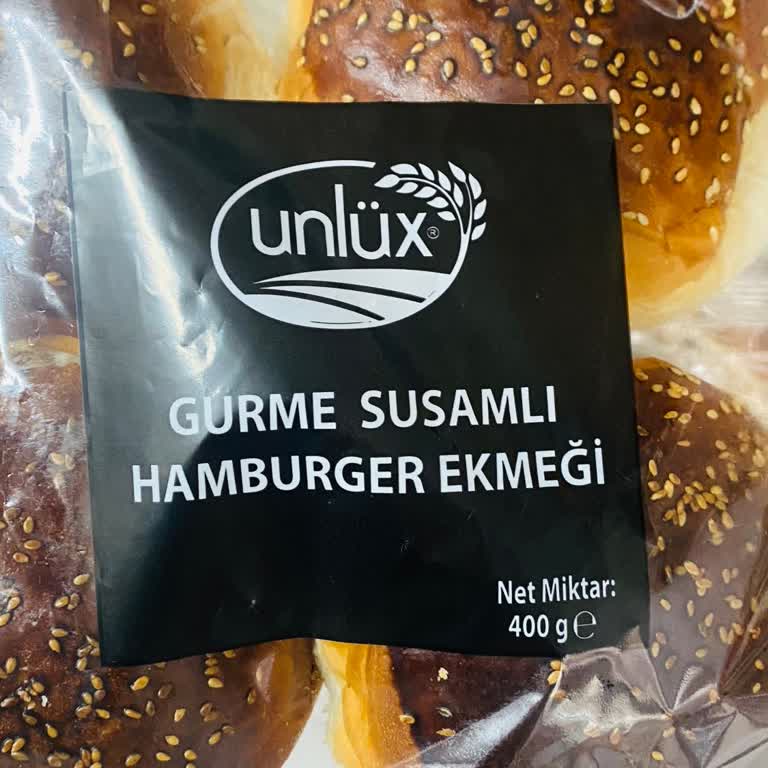 unlüx®
GURME SUSAMLI
HAMBURGER EKMEĞİ
Net Miktar:
400 g ℮